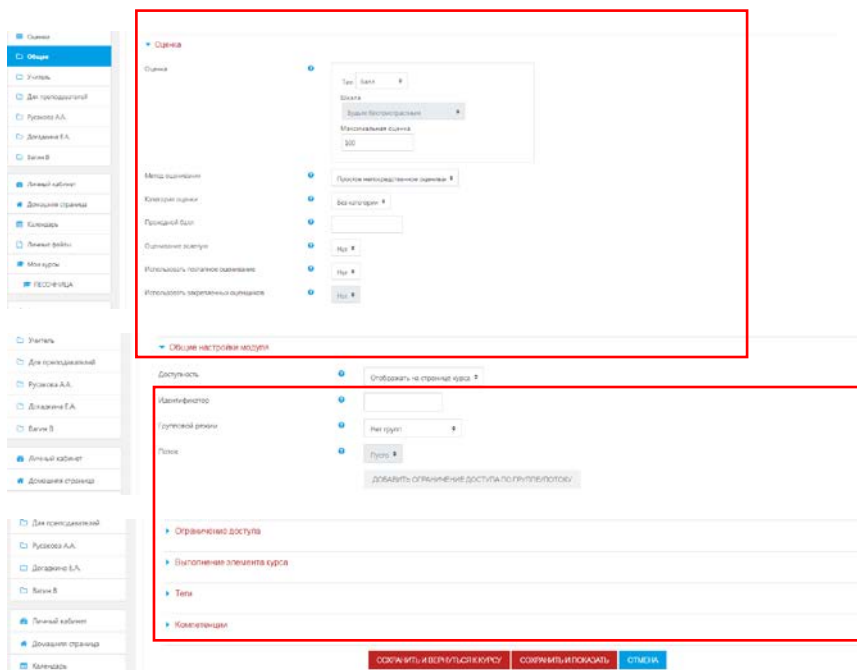 Оценки
Общее
Учитель
Для преподавателей
Русакова А.А.
Догадкина Е.А.
Вагин В
Личный кабинет
Домашняя страница
Календарь
Личные файлы
Мои курсы
ПЕСОЧНИЦА
Оценка
Оценка
Тип Балл
Шкала
Максимальная оценка
100
Метод оценивания
Простое непосредственное оценивание
Категория оценки
Без категории
Проходной балл
Оценивание вслепую
Нет
Использовать поэтапное оценивание
Нет
Использовать закрепленных оценщиков
Нет
Учитель
Для преподавателей
Русакова А.А.
Догадкина Е.А.
Вагин В
Личный кабинет
Домашняя страница
Общие настройки модуля
Доступность
Отображать на странице курса
Идентификатор
Групповой режим
Нет групп
Поток
Пусто
ДОБАВИТЬ ОГРАНИЧЕНИЕ ДОСТУПА ПО ГРУППЕ/ПОТОКУ
Для преподавателей
Русакова А.А.
Догадкина Е.А.
Вагин В
Личный кабинет
Домашняя страница
Календарь
Ограничение доступа
Выполнение элемента курса
Теги
Компетенции
СОХРАНИТЬ И ВЕРНУТЬСЯ К КУРСУ
СОХРАНИТЬ И ПОКАЗАТЬ
ОТМЕНА